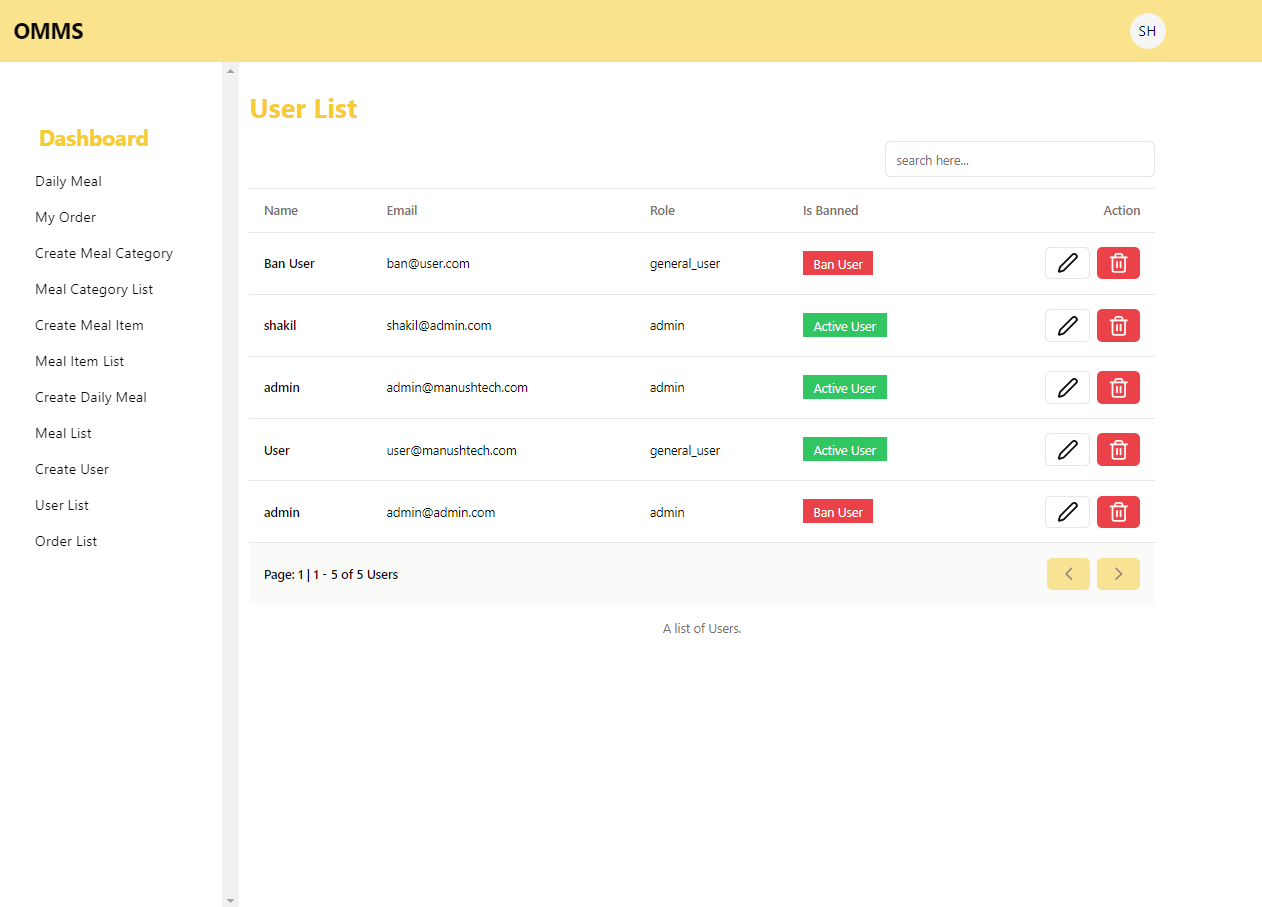 OMMS
SH
Dashboard
Daily Meal
My Order
Create Meal Category
Meal Category List
Create Meal Item
Meal Item List
Create Daily Meal
Meal List
Create User
User List
Order List
User List
search here...
Name Email Role Is Banned Action
Ban User ban@user.com general_user Ban User
shakil shakil@admin.com admin Active User
admin admin@manushtech.com admin Active User
User user@manushtech.com general_user Active User
admin admin@admin.com admin Ban User
Page: 1 | 1 - 5 of 5 Users
A list of Users.